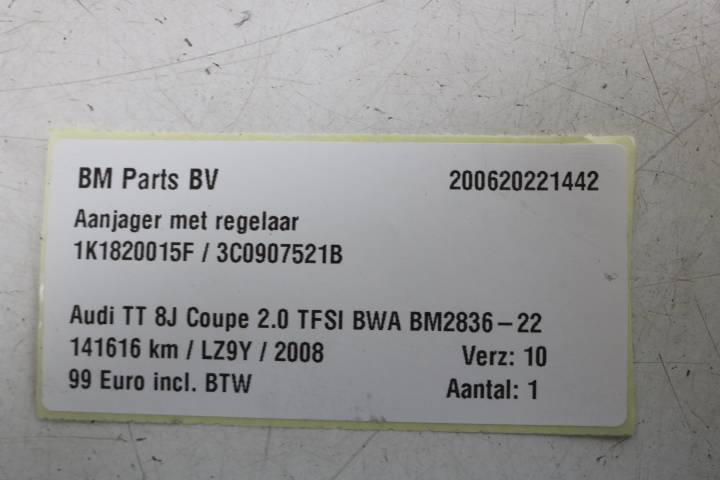 BM Parts BV 200620221442
Aanjager met regelaar
1K1820015F / 3C0907521B
Audi TT 8J Coupe 2.0 TFSI BWA BM2836-22
141616 km / LZ9Y / 2008 Verz: 10
99 Euro incl. BTW Aantal: 1